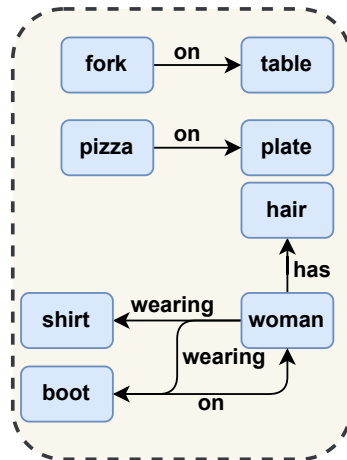 fork on table
pizza on plate
hair
has
shirt wearing woman
wearing
boot on